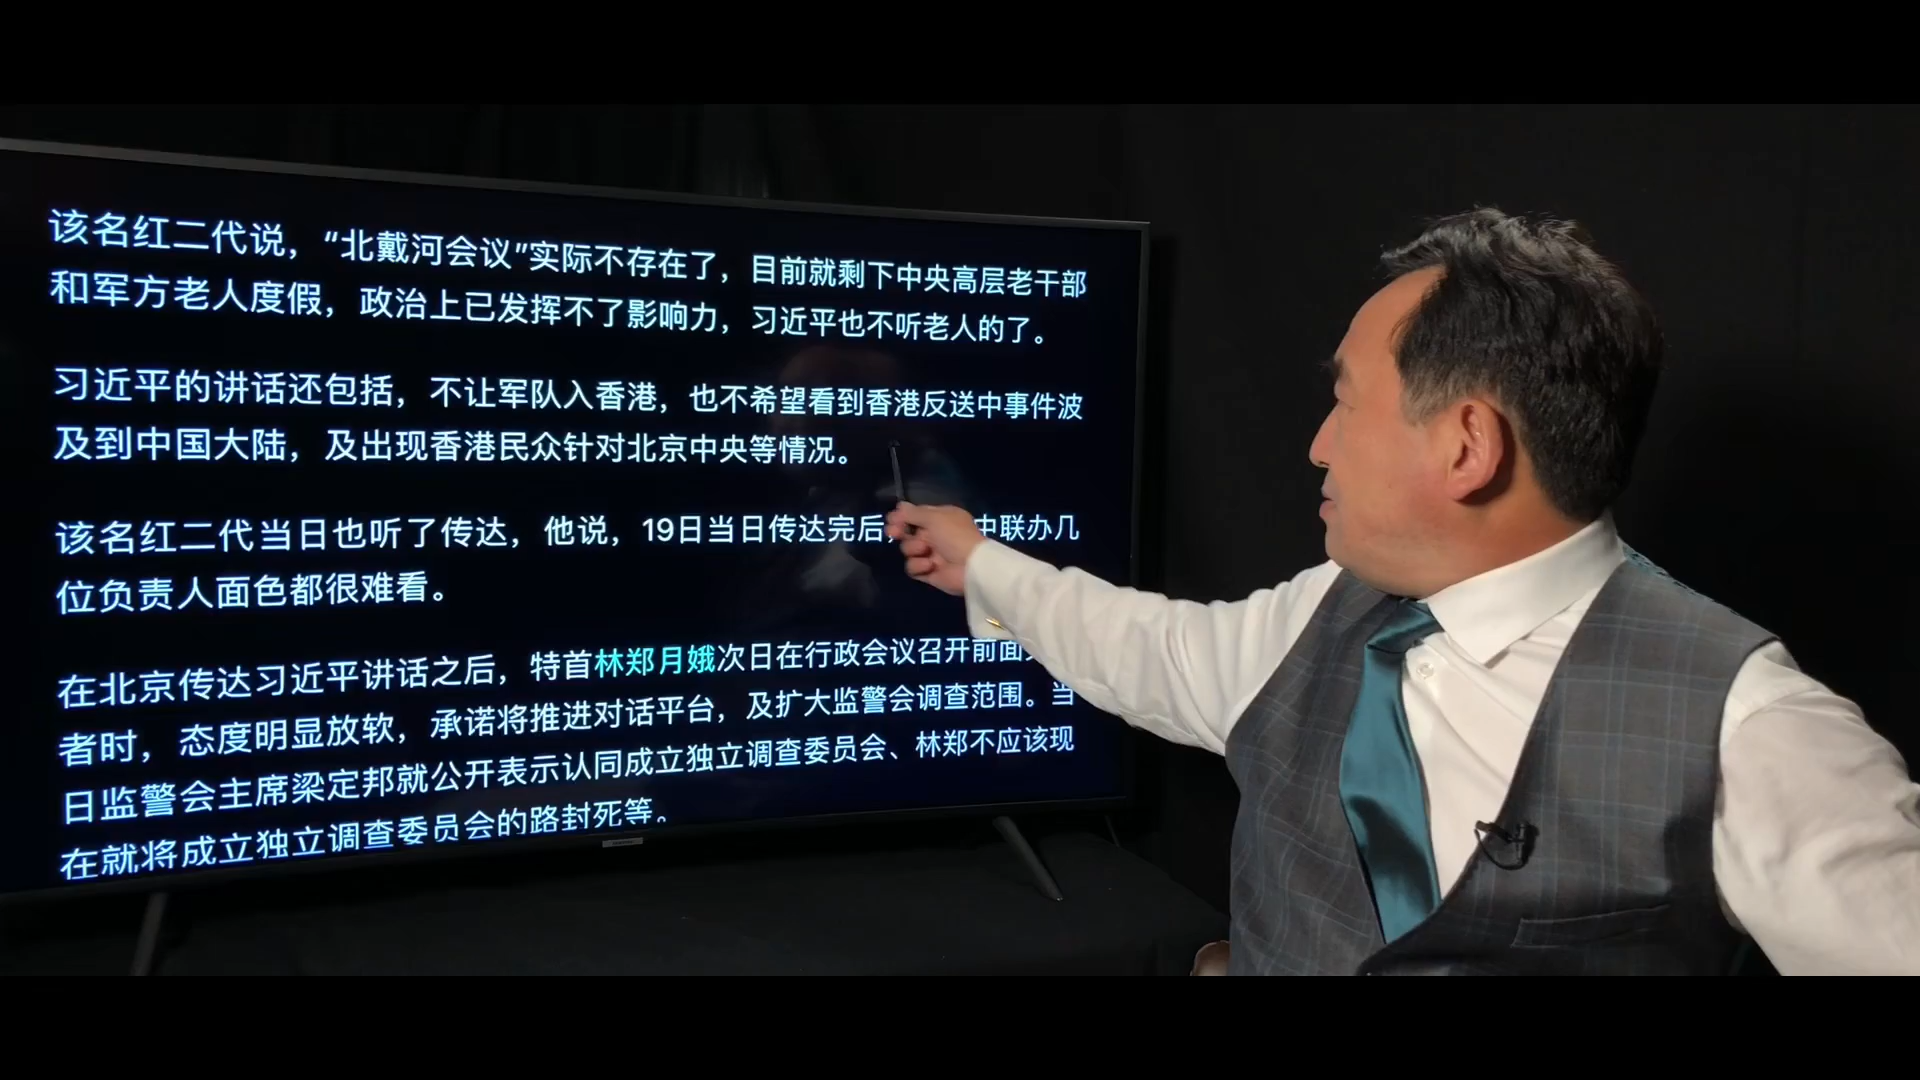 该名红二代说，“北戴河会议”实际不存在了，目前就剩下中央高层老干部
和军方老人度假，政治上已发挥不了影响力，习近平也不听老人的了。
习近平的讲话还包括，不让军队入香港，也不希望看到香港反送中事件波
及到中国大陆，及出现香港民众针对北京中央等情况。
该名红二代当日也听了传达，他说，19日当日传达完后，中联办几
位负责人面色都很难看。
在北京传达习近平讲话之后，特首林郑月娥次日在行政会议召开前面
者时，态度明显放软，承诺将推进对话平台，及扩大监警会调查范围。当
日监警会主席梁定邦就公开表示认同成立独立调查委员会、林郑不应该现
在就将成立独立调查委员会的路封死等。